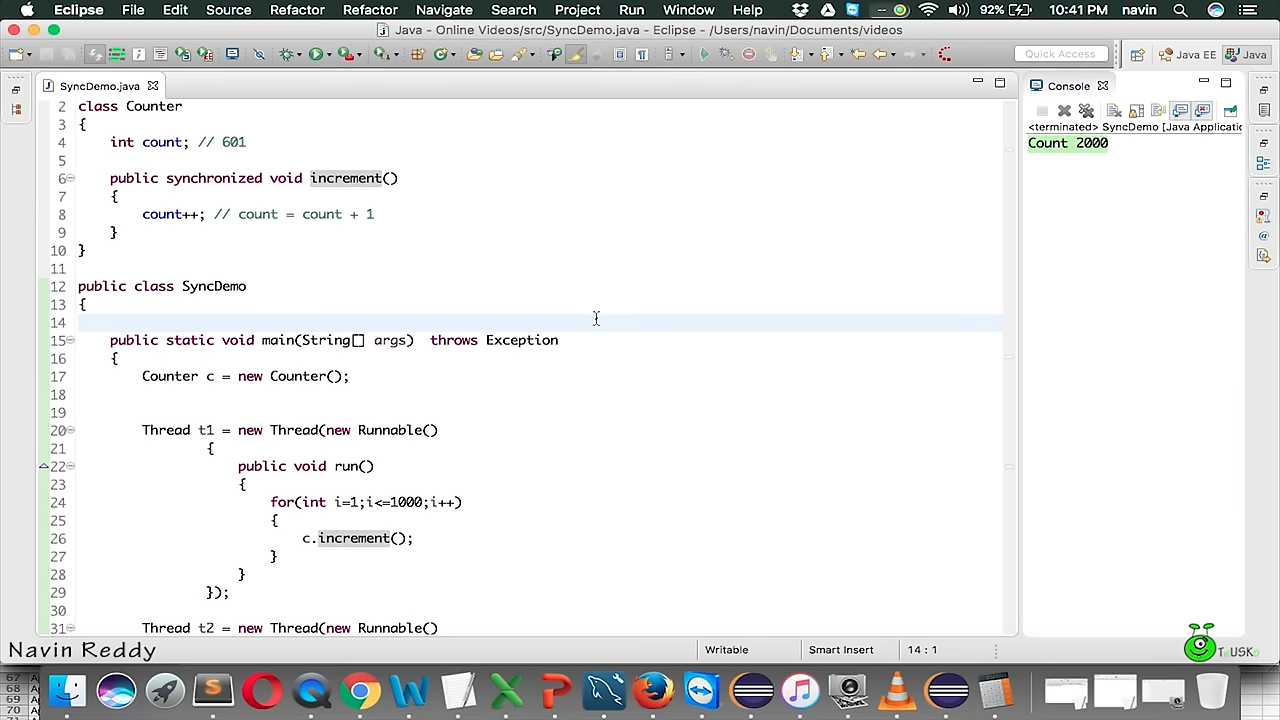 Eclipse File Edit Source Refactor Refactor Navigate Search Project Run Window Help 92% 10:41 PM navin
Java - Online Videos/src/SyncDemo.java - Eclipse - /Users/navin/Documents/videos
Quick Access Java EE Java
SyncDemo.java
2 class Counter
3 {
4 int count; // 601
5
6 public synchronized void increment()
7 {
8 count++; // count = count + 1
9 }
10 }
11
12 public class SyncDemo
13 {
14
15 public static void main(String[] args) throws Exception
16 {
17 Counter c = new Counter();
18
19
20 Thread t1 = new Thread(new Runnable()
21 {
22 public void run()
23 {
24 for(int i=1;i<=1000;i++)
25 {
26 c.increment();
27 }
28 }
29 });
30
31 Thread t2 = new Thread(new Runnable()
Console
<terminated> SyncDemo [Java Applicatio
Count 2000
Navin Reddy
Writable Smart Insert 14 : 1
67
68
69
70